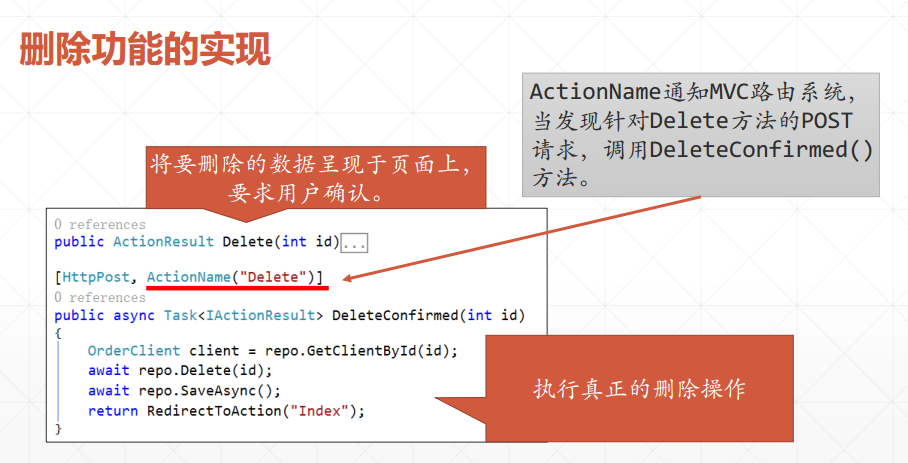 删除功能的实现
ActionName通知MVC路由系统，
当发现针对Delete方法的POST
请求，调用DeleteConfirmed()
方法。
将要删除的数据呈现于页面上，
要求用户确认。
0 references
public ActionResult Delete(int id)...
[HttpPost, ActionName("Delete")]
0 references
public async Task<IActionResult> DeleteConfirmed(int id)
{
OrderClient client = repo.GetClientById(id);
await repo.Delete(id);
await repo.SaveAsync();
return RedirectToAction("Index");
}
执行真正的删除操作